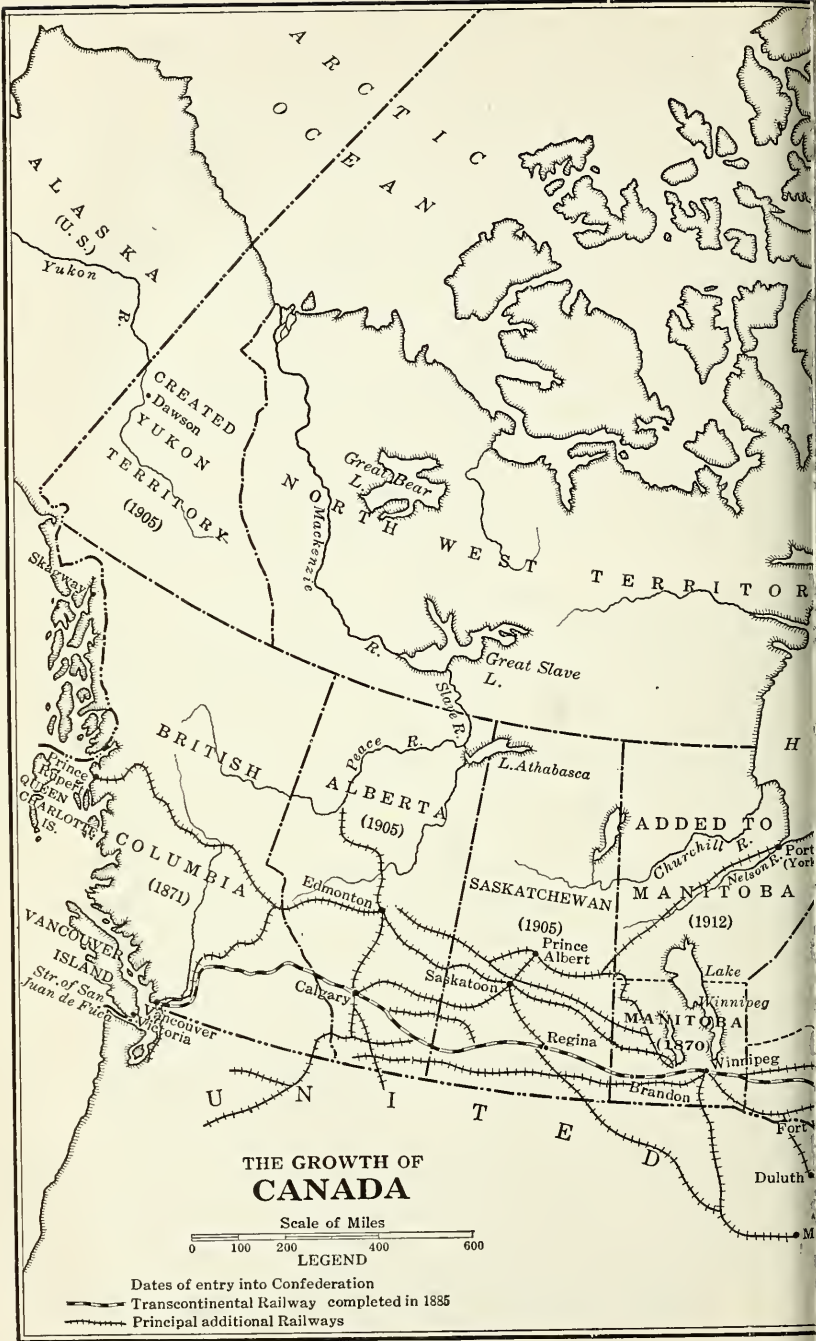 ARCTIC
OCEAN
ALASKA
(U.S.)
Yukon
R.
CREATED
Dawson
YUKON
TERRITORY
(1905)
Great Bear
L.
Mackenzie
R.
NORTH WEST TERRITOR
Skagway
Great Slave
L.
Slave R.
Peace R.
L. Athabasca
H
BRITISH
COLUMBIA
(1871)
Prince
Rupert
QUEEN
CHARLOTTE
IS.
ALBERTA
(1905)
ADDED TO
Churchill R.
Nelson R.
Port
(York
MANITOBA
(1912)
Edmonton
SASKATCHEWAN
(1905)
Prince
Albert
VANCOUVER
ISLAND
Str. of San
Juan de Fuca
Vancouver
Victoria
Calgary
Saskatoon
Lake
Winnipeg
MANITOBA
(1870)
Regina
Winnipeg
Brandon
UNITED
Fort
Duluth
M
THE GROWTH OF
CANADA
Scale of Miles
0 100 200 400 600
LEGEND
Dates of entry into Confederation
Transcontinental Railway completed in 1885
Principal additional Railways